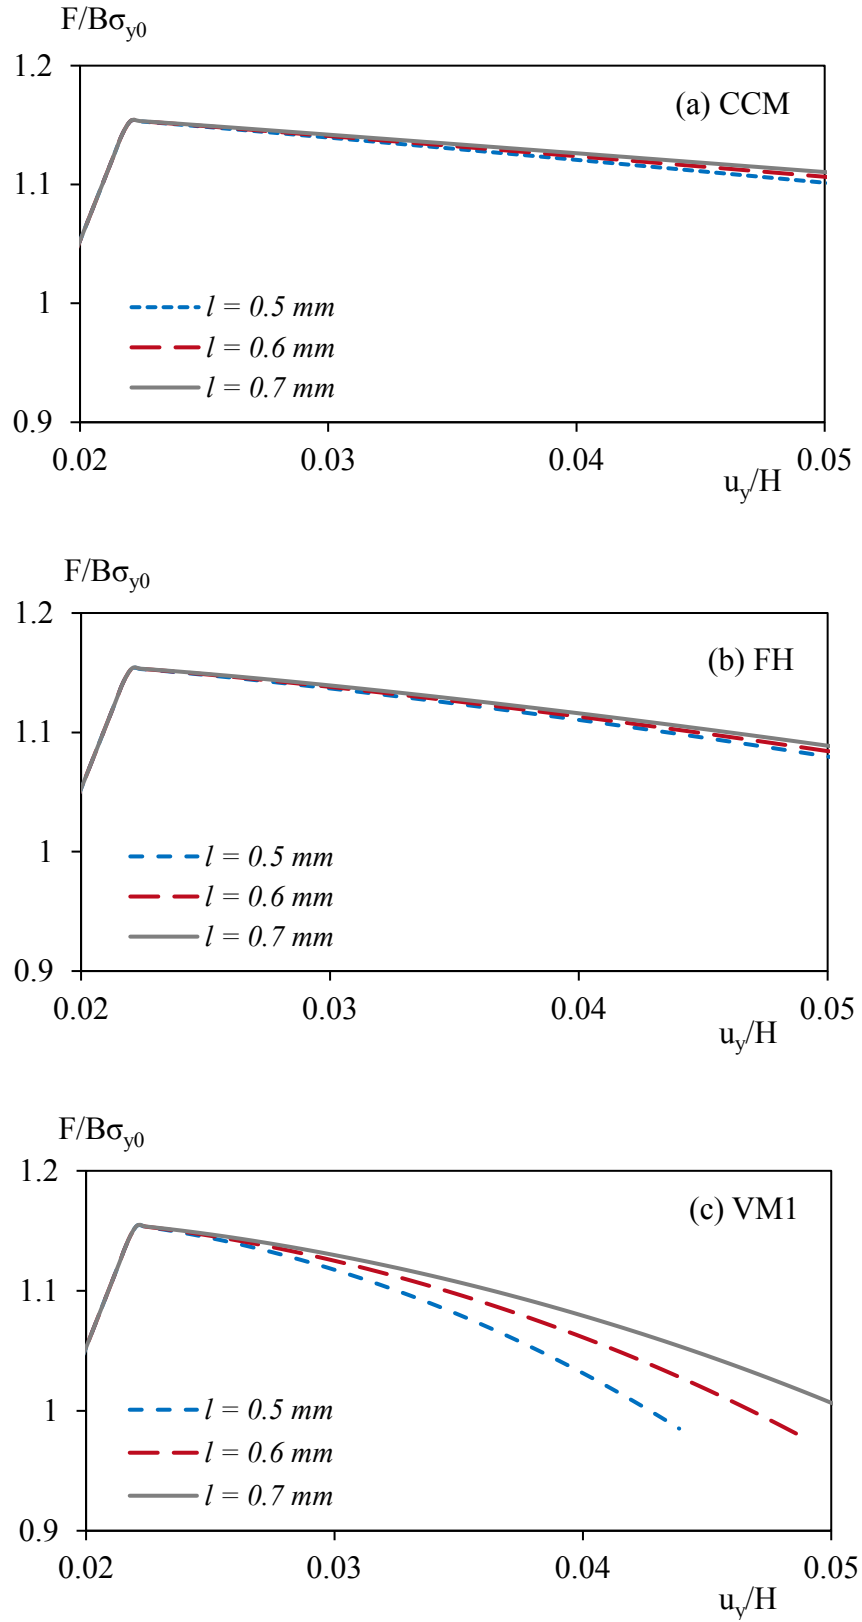 F/Bσy0
1.2
(a) CCM
1.1
1
l = 0.5 mm
l = 0.6 mm
l = 0.7 mm
0.9
0.02 0.03 0.04 0.05
uy/H
F/Bσy0
1.2
(b) FH
1.1
1
l = 0.5 mm
l = 0.6 mm
l = 0.7 mm
0.9
0.02 0.03 0.04 0.05
uy/H
F/Bσy0
1.2
(c) VM1
1.1
1
l = 0.5 mm
l = 0.6 mm
l = 0.7 mm
0.9
0.02 0.03 0.04 0.05
uy/H